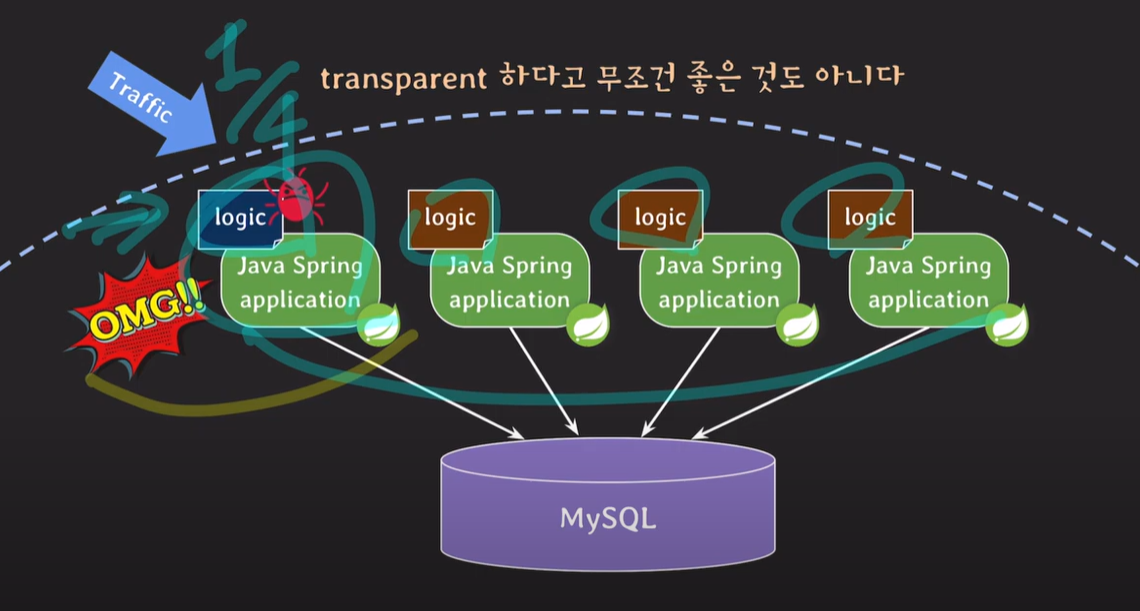 1/4
Traffic
transparent 하다고 무조건 좋은 것도 아니다
logic
logic
logic
logic
Java Spring
application
Java Spring
application
Java Spring
application
Java Spring
application
OMG!!
MySQL